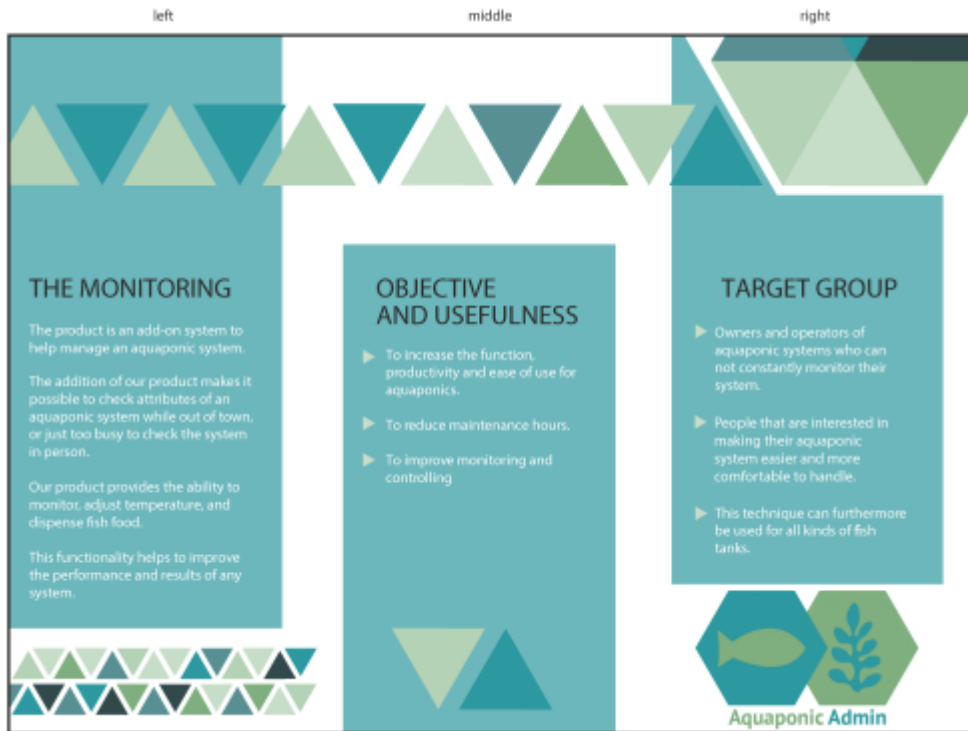 left
middle
right
THE MONITORING
The product is an add-on system to
help manage an aquaponic system.
The addition of our product makes it
possible to check attributes of an
aquaponic system while out of town,
or just too busy to check the system
in person.
Our product provides the ability to
monitor, adjust temperature, and
dispense fish food.
This functionality helps to improve
the performance and results of any
system.
OBJECTIVE
AND USEFULNESS
To increase the function,
productivity and ease of use for
aquaponics.
To reduce maintenance hours.
To improve monitoring and
controlling
TARGET GROUP
Owners and operators of
aquaponic systems who can
not constantly monitor their
system.
People that are interested in
making their aquaponic
system easier and more
comfortable to handle.
This technique can furthermore
be used for all kinds of fish
tanks.
Aquaponic Admin